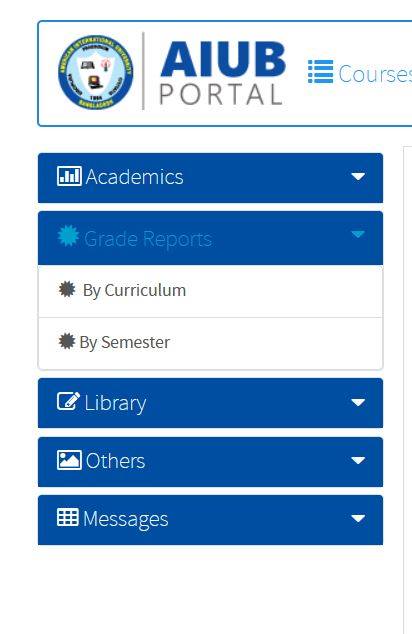 AMERICAN INTERNATIONAL UNIVERSITY
BANGLADESH
1994
AIUB
PORTAL
Courses
Academics
Grade Reports
By Curriculum
By Semester
Library
Others
Messages